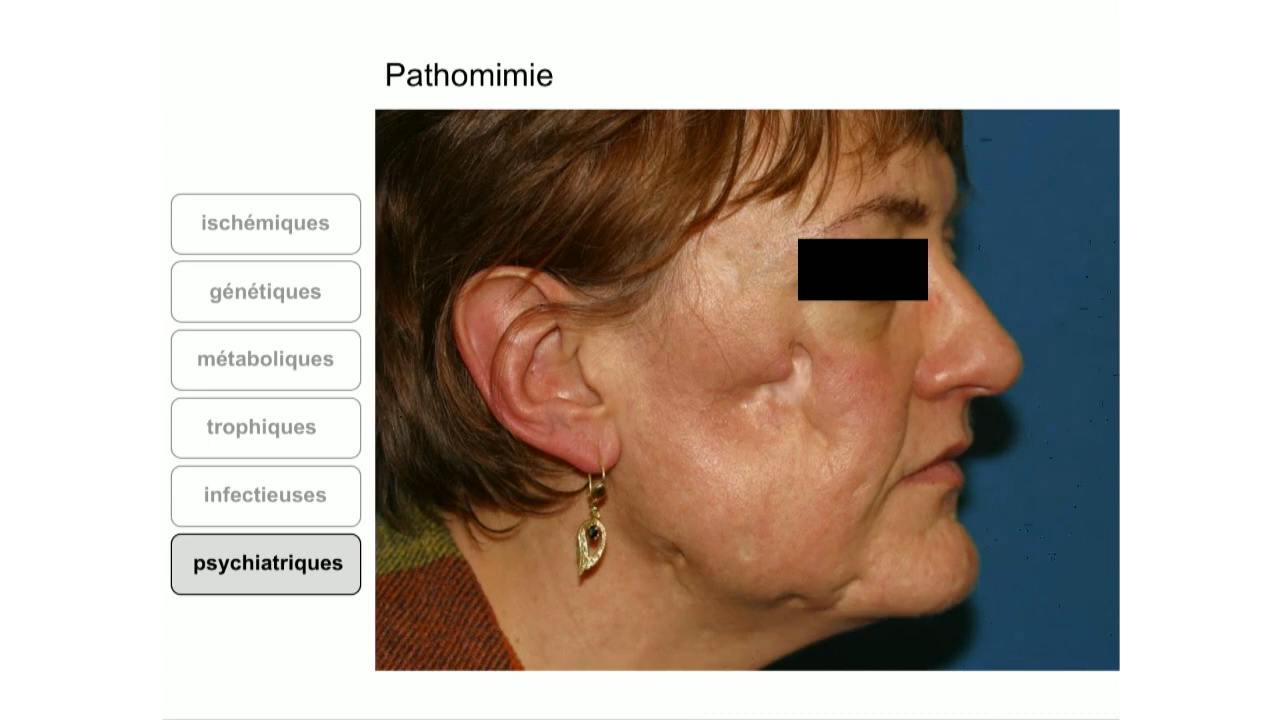 Pathomimie
ischémiques
génétiques
métaboliques
trophiques
infectieuses
psychiatriques